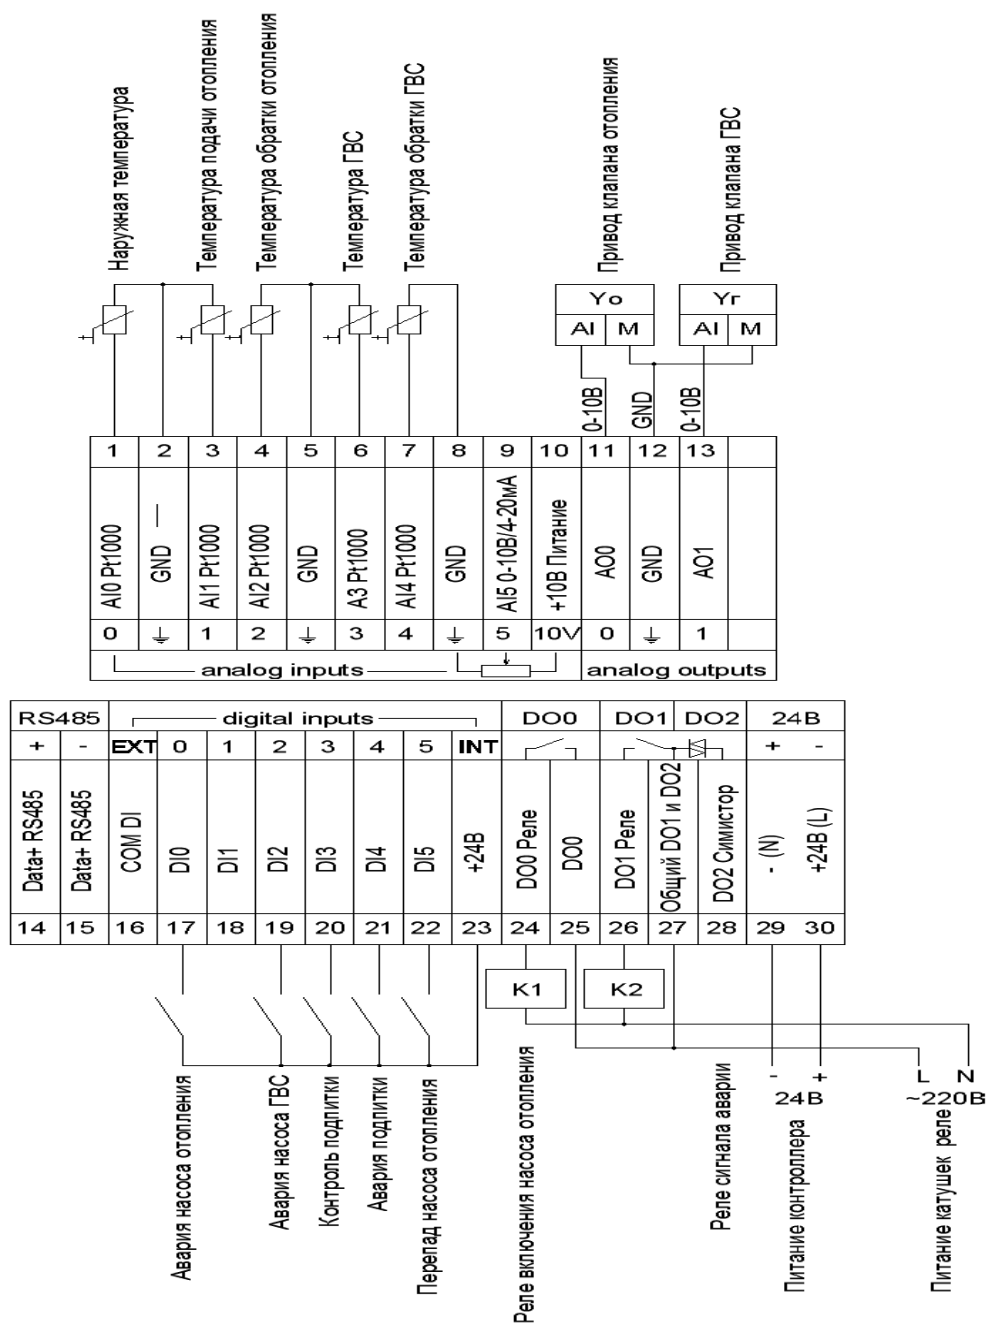 Наружная температура
Температура подачи отопления
Температура обратки отопления
Температура ГВС
Температура обратки ГВС
Привод клапана отопления
Привод клапана ГВС
Yo
Yг
AI M
AI M
0-10В
GND
0-10В
1 2 3 4 5 6 7 8 9 10 11 12 13
AI0 Pt1000
GND
AI1 Pt1000
AI2 Pt1000
GND
A3 Pt1000
AI4 Pt1000
GND
AI5 0-10В/4-20мА
+10В Питание
AO0
GND
AO1
0 1 2 3 4 5 10V 0 1
analog inputs
analog outputs
RS485 digital inputs DO0 DO1 DO2 24В
+ - EXT 0 1 2 3 4 5 INT + -
Data+ RS485
Data+ RS485
COM DI
DI0
DI1
DI2
DI3
DI4
DI5
+24В
DO0 Реле
DO0
DO1 Реле
Общий DO1 и DO2
DO2 Симистор
- (N)
+24В (L)
14 15 16 17 18 19 20 21 22 23 24 25 26 27 28 29 30
K1
K2
- +
24В
L N
~220В
Авария насоса отопления
Авария насоса ГВС
Контроль подпитки
Авария подпитки
Перепад насоса отопления
Реле включения насоса отопления
Реле сигнала аварии
Питание контроллера
Питание катушек реле